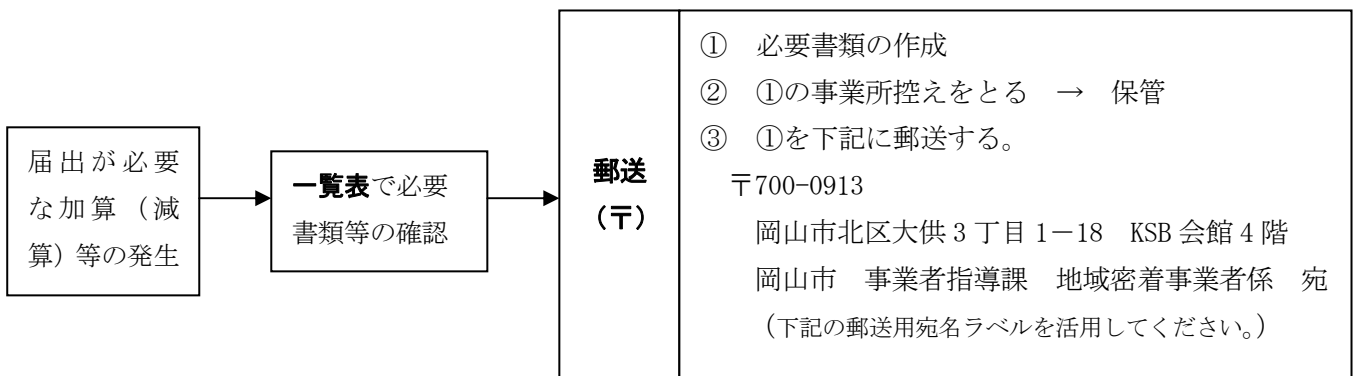 届出が必要
な加算（減
算）等の発生
一覧表で必要
書類等の確認
郵送
（〒）
① 必要書類の作成
② ①の事業所控えをとる → 保管
③ ①を下記に郵送する。
〒700-0913
岡山市北区大供3丁目1－18 KSB会館4階
岡山市 事業者指導課 地域密着事業者係 宛
（下記の郵送用宛名ラベルを活用してください。）